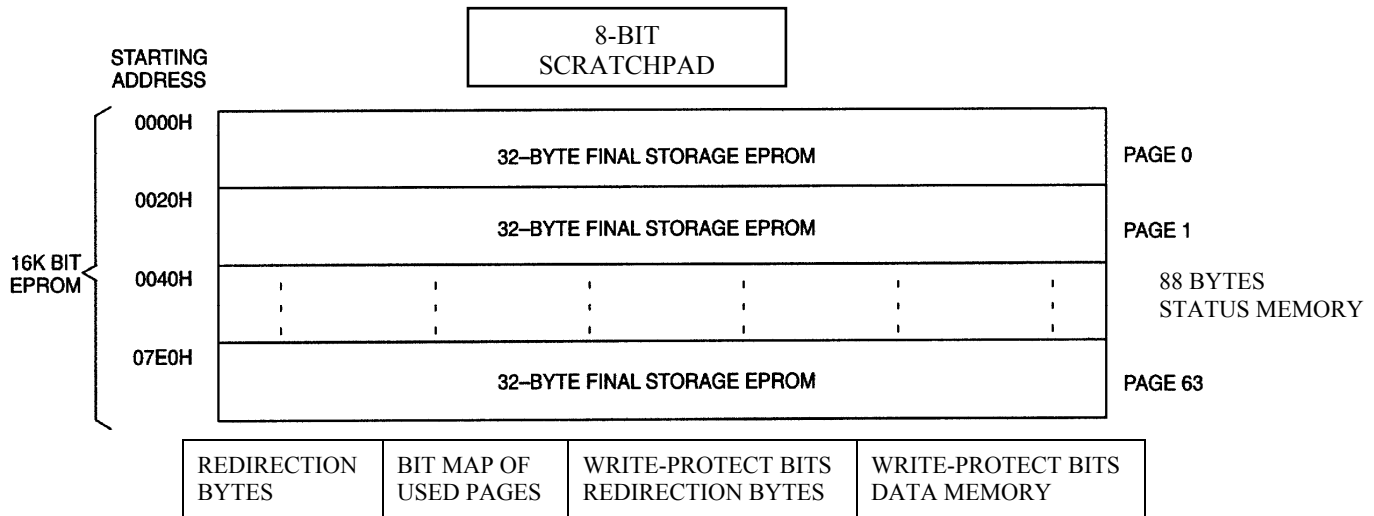 8-BIT
SCRATCHPAD
STARTING
ADDRESS
0000H
32–BYTE FINAL STORAGE EPROM
PAGE 0
0020H
32–BYTE FINAL STORAGE EPROM
PAGE 1
16K BIT
EPROM
0040H
88 BYTES
STATUS MEMORY
07E0H
32–BYTE FINAL STORAGE EPROM
PAGE 63
REDIRECTION
BYTES
BIT MAP OF
USED PAGES
WRITE-PROTECT BITS
REDIRECTION BYTES
WRITE-PROTECT BITS
DATA MEMORY